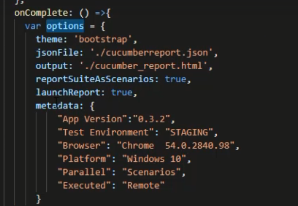 },
onComplete: () =>{
var options = {
theme: 'bootstrap',
jsonFile: './cucumberreport.json',
output: './cucumber_report.html',
reportSuiteAsScenarios: true,
launchReport: true,
metadata: {
"App Version":"0.3.2",
"Test Environment": "STAGING",
"Browser": "Chrome  54.0.2840.98",
"Platform": "Windows 10",
"Parallel": "Scenarios",
"Executed": "Remote"
}